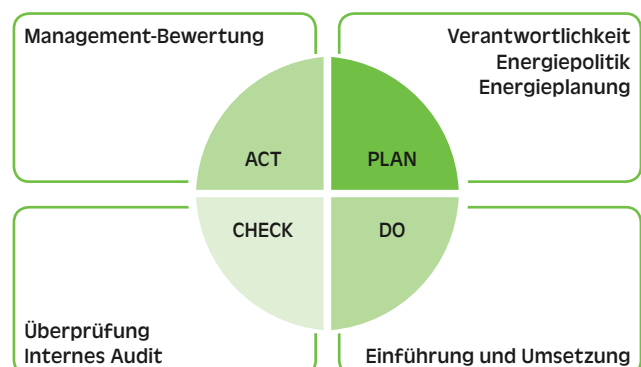 Management-Bewertung
Verantwortlichkeit
Energiepolitik
Energieplanung
ACT
PLAN
CHECK
DO
Überprüfung
Internes Audit
Einführung und Umsetzung